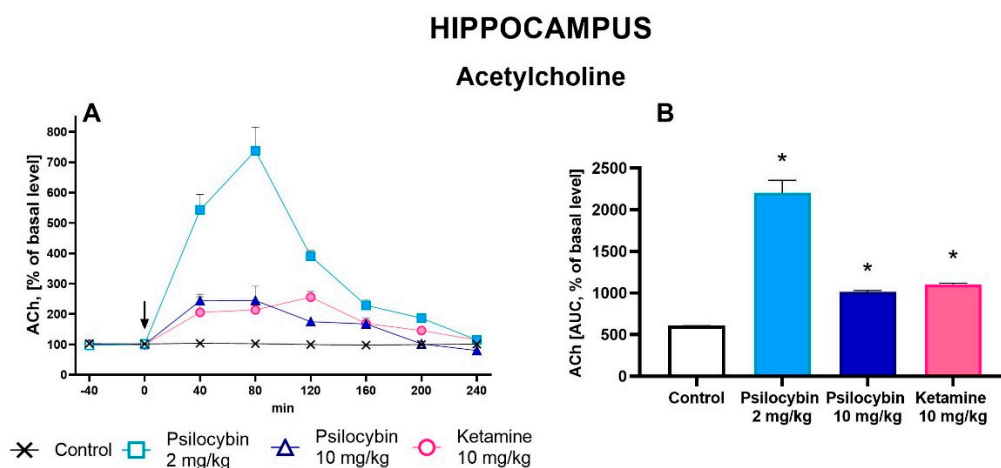 HIPPOCAMPUS
Acetylcholine
A
ACh, [% of basal level]
800
700
600
500
400
300
200
100
0
-40 0 40 80 120 160 200 240
min
Control
Psilocybin
2 mg/kg
Psilocybin
10 mg/kg
Ketamine
10 mg/kg
B
ACh [AUC, % of basal level]
2500
2000
1500
1000
500
0
* * *
Control
Psilocybin
2 mg/kg
Psilocybin
10 mg/kg
Ketamine
10 mg/kg